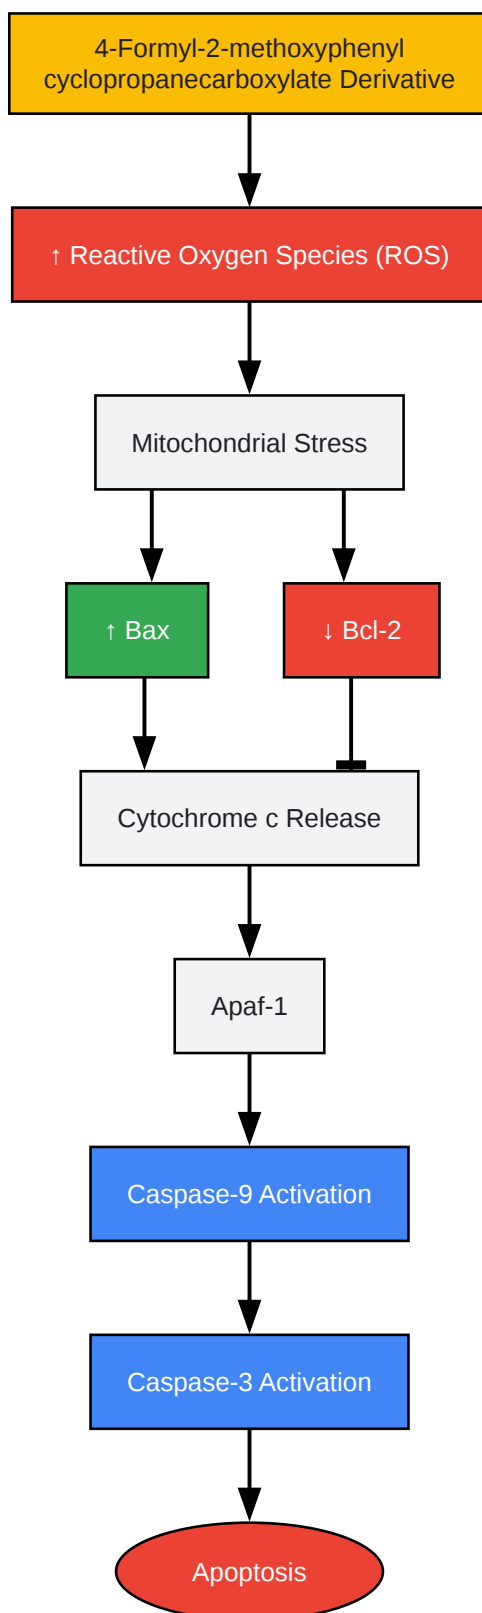 4-Formyl-2-methoxyphenyl
cyclopropanecarboxylate Derivative
↑ Reactive Oxygen Species (ROS)
Mitochondrial Stress
↑ Bax
↓ Bcl-2
Cytochrome c Release
Apaf-1
Caspase-9 Activation
Caspase-3 Activation
Apoptosis